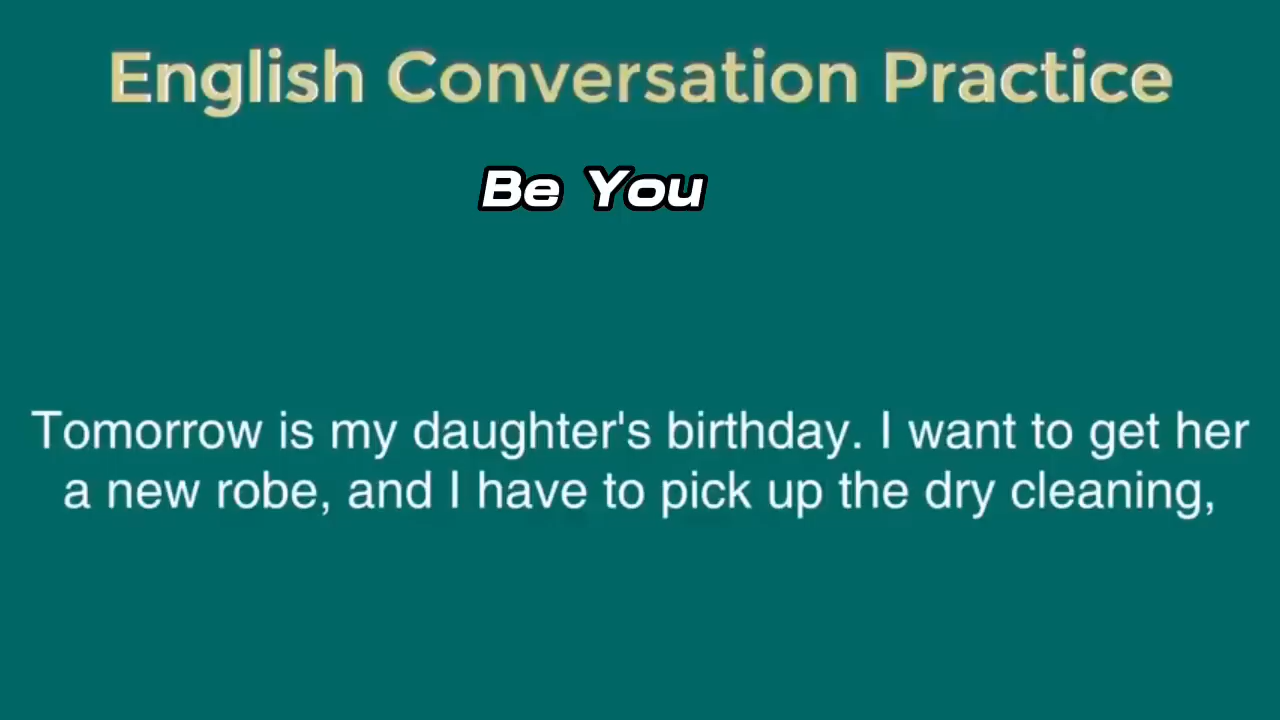 English Conversation Practice
Be You
Tomorrow is my daughter's birthday. I want to get her
a new robe, and I have to pick up the dry cleaning,